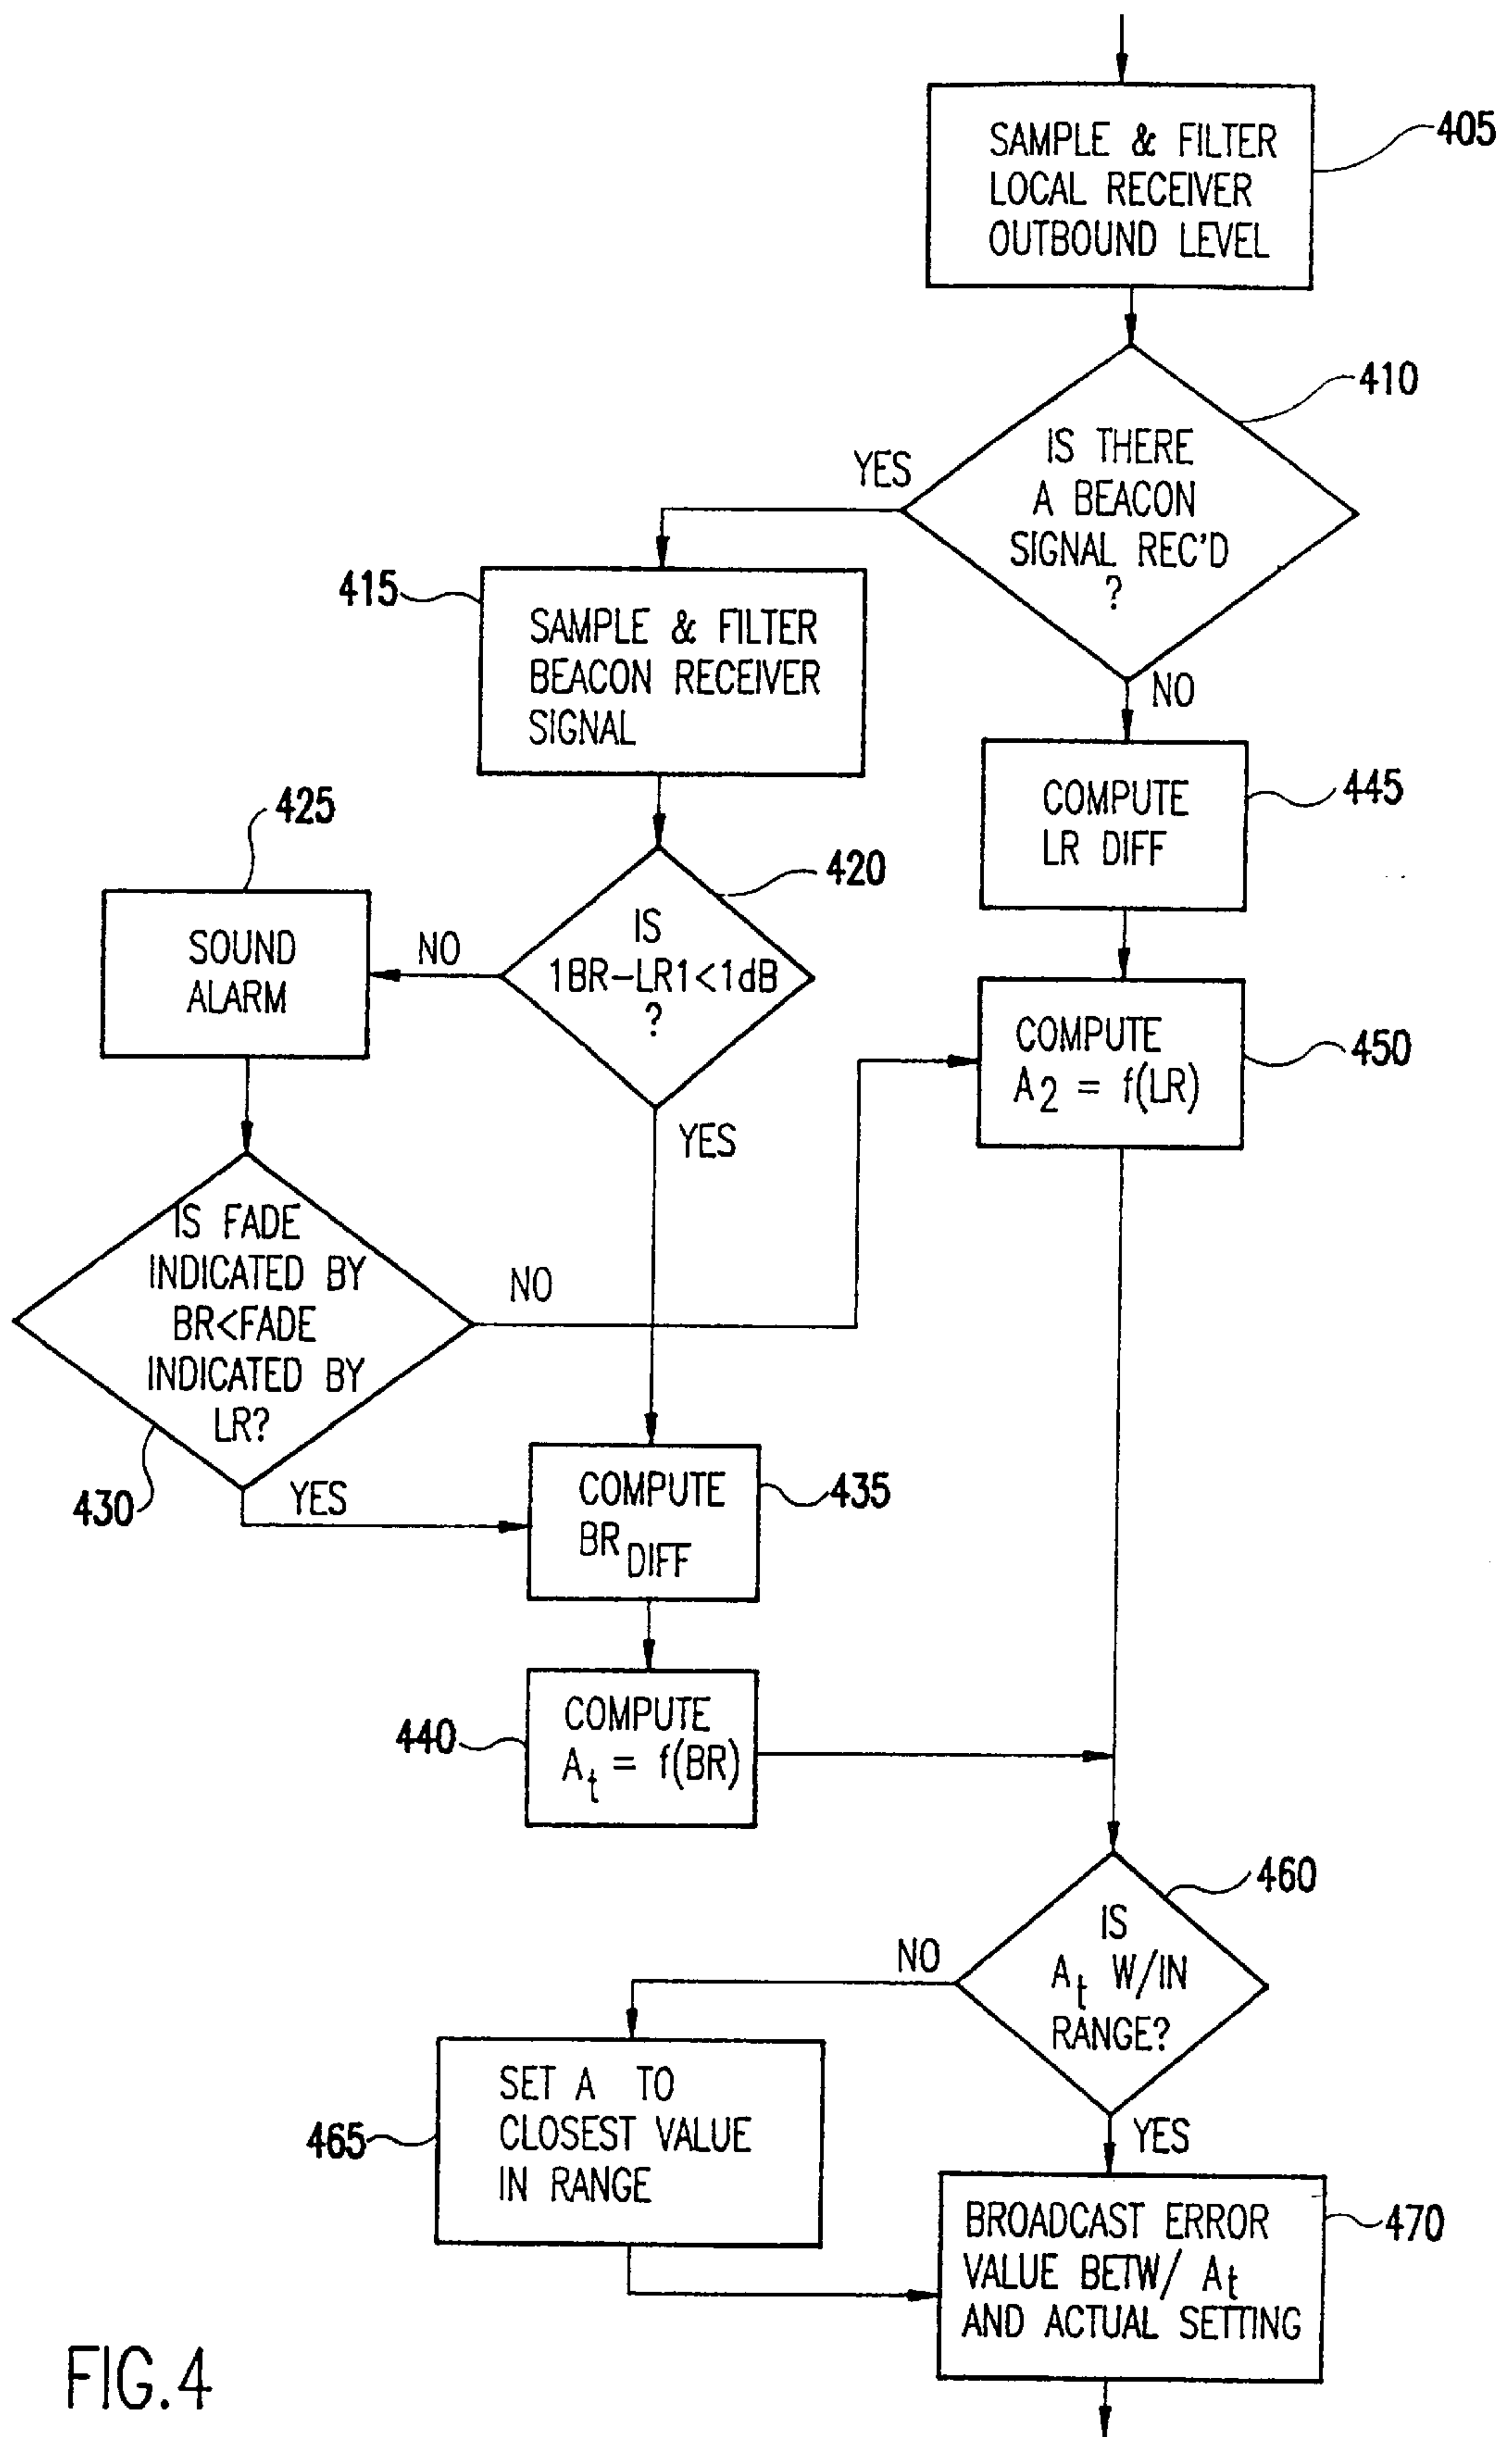 SAMPLE & FILTER
LOCAL RECEIVER
OUTBOUND LEVEL
405
IS THERE
A BEACON
SIGNAL REC'D
?
410
YES
NO
415
SAMPLE & FILTER
BEACON RECEIVER
SIGNAL
COMPUTE
LR DIFF
445
425
SOUND
ALARM
NO
IS
1BR-LR1<1dB
?
420
YES
COMPUTE
A2 = f(LR)
450
IS FADE
INDICATED BY
BR<FADE
INDICATED BY
LR?
430
NO
YES
COMPUTE
BR DIFF
435
440
COMPUTE
At = f(BR)
IS
At W/IN
RANGE?
460
NO
YES
465
SET A TO
CLOSEST VALUE
IN RANGE
BROADCAST ERROR
VALUE BETW/ At
AND ACTUAL SETTING
470
FIG.4